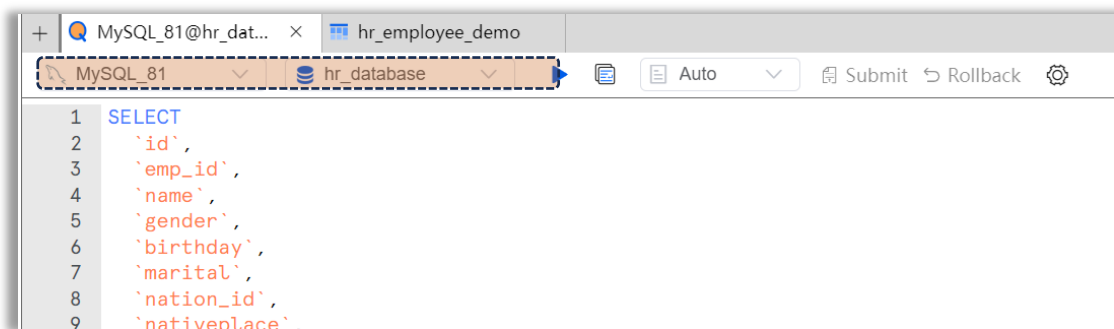 + MySQL_81@hr_dat... × hr_employee_demo
MySQL_81 hr_database Auto Submit Rollback
1 SELECT
2 `id`,
3 `emp_id`,
4 `name`,
5 `gender`,
6 `birthday`,
7 `marital`,
8 `nation_id`,
9 `nativeplace`,